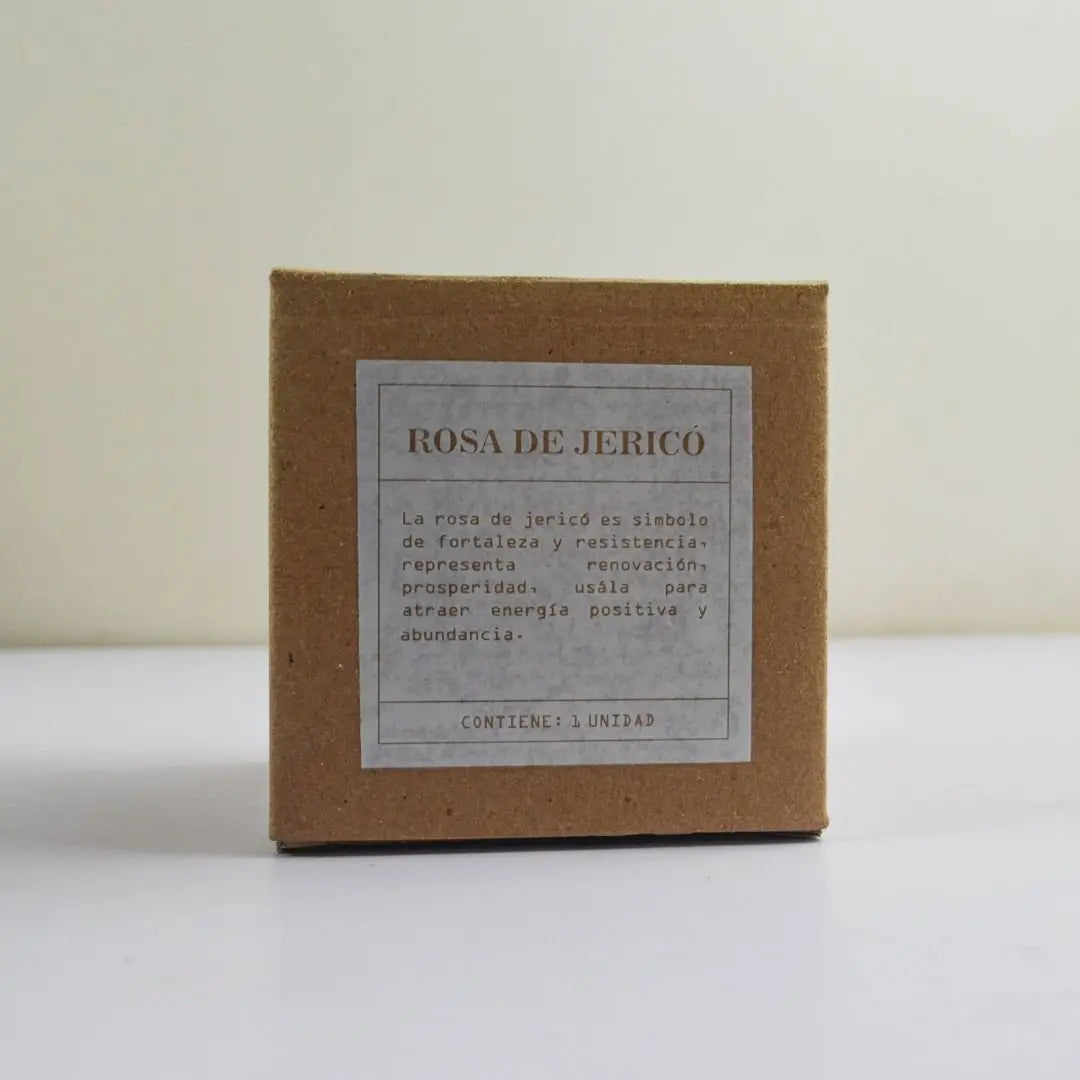 ROSA DE JERICÓ
La rosa de jericó es simbolo
de fortaleza y resistencia,
representa renovación,
prosperidad, usála para
atraer energía positiva y
abundancia.
CONTIENE: 1 UNIDAD